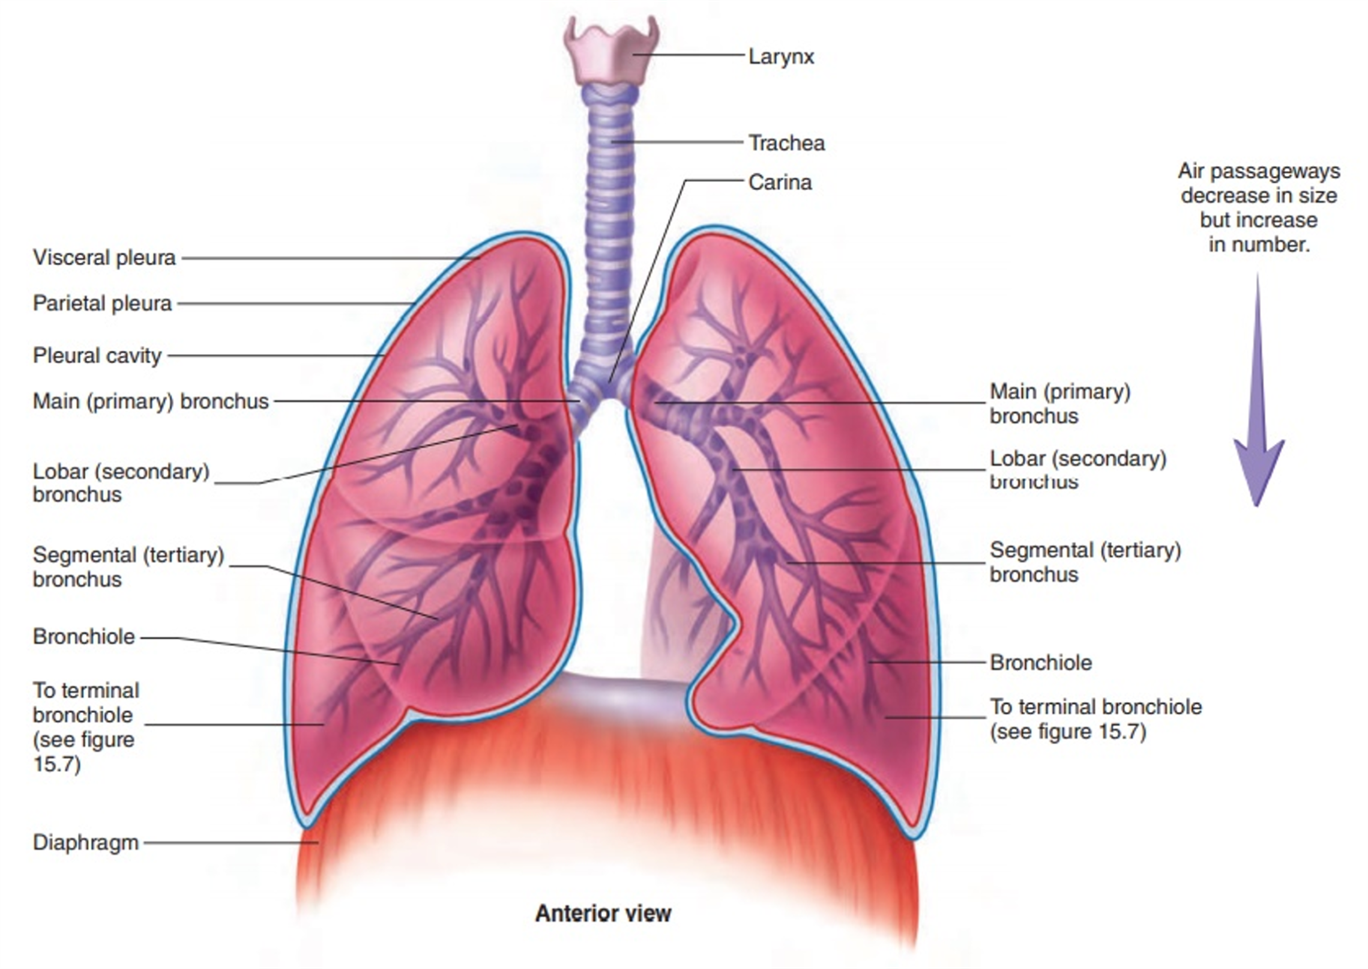 Larynx
Trachea
Carina
Air passageways
decrease in size
but increase
in number.
Visceral pleura
Parietal pleura
Pleural cavity
Main (primary) bronchus
Lobar (secondary)
bronchus
Segmental (tertiary)
bronchus
Bronchiole
To terminal
bronchiole
(see figure
15.7)
Diaphragm
Main (primary)
bronchus
Lobar (secondary)
bronchus
Segmental (tertiary)
bronchus
Bronchiole
To terminal bronchiole
(see figure 15.7)
Anterior view